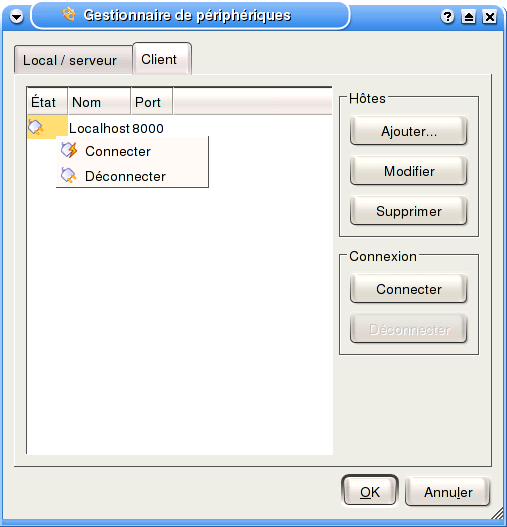 Gestionnaire de périphériques
Local / serveur
Client
État Nom Port
Localhost 8000
Connecter
Déconnecter
Hôtes
Ajouter...
Modifier
Supprimer
Connexion
Connecter
Déconnecter
OK
Annuler